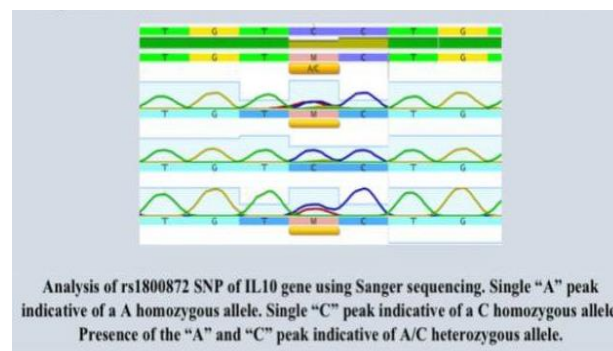 T G T C C T G
T G T M C T G
A/C
T G T M C T G
T G T C C T G
T G T M C T G
Analysis of rs1800872 SNP of IL10 gene using Sanger sequencing. Single “A” peak
indicative of a A homozygous allele. Single “C” peak indicative of a C homozygous allele
Presence of the “A” and “C” peak indicative of A/C heterozygous allele.